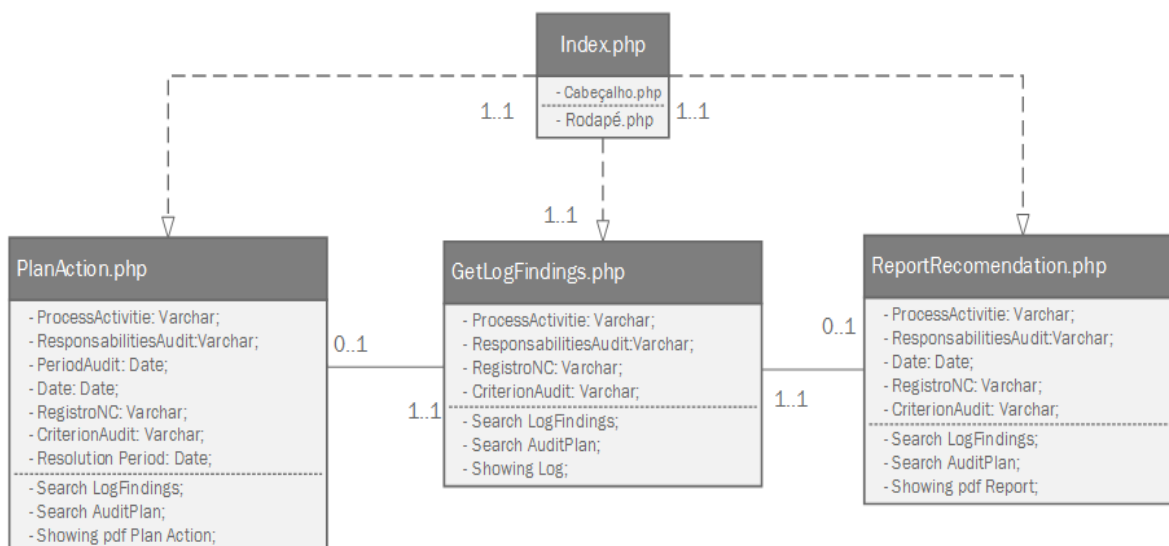 Index.php
- Cabeçalho.php
- Rodapé.php
1..1
1..1
1..1
PlanAction.php
- ProcessActivitie: Varchar;
- ResponsabilitiesAudit:Varchar;
- PeriodAudit: Date;
- Date: Date;
- RegistroNC: Varchar;
- CriterionAudit: Varchar;
- Resolution Period: Date;
- Search LogFindings;
- Search AuditPlan;
- Showing pdf Plan Action;
0..1
1..1
GetLogFindings.php
- ProcessActivitie: Varchar;
- ResponsabilitiesAudit:Varchar;
- RegistroNC: Varchar;
- CriterionAudit: Varchar;
- Search LogFindings;
- Search AuditPlan;
- Showing Log;
0..1
1..1
ReportRecomendation.php
- ProcessActivitie: Varchar;
- ResponsabilitiesAudit:Varchar;
- Date: Date;
- RegistroNC: Varchar;
- CriterionAudit: Varchar;
- Search LogFindings;
- Search AuditPlan;
- Showing pdf Report;